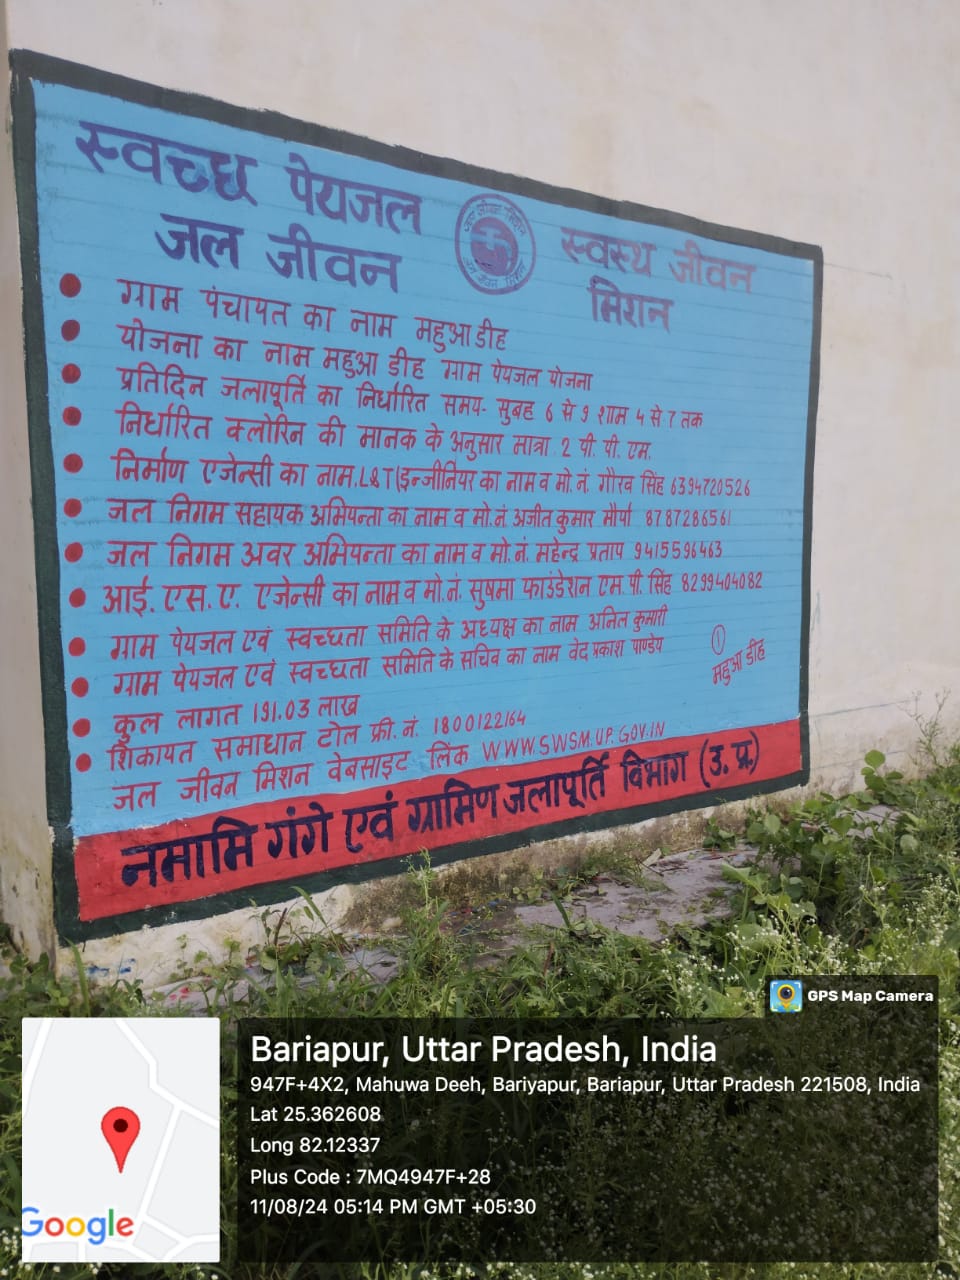 स्वच्छ पेयजल स्वस्थ जीवन
जल जीवन मिशन
जल जीवन मिशन
ग्राम पंचायत का नाम महुआ डीह
योजना का नाम महुआ डीह ग्राम पेयजल योजना
प्रतिदिन जलापूर्ति का निर्धारित समय- सुबह 6 से 9 शाम 4 से 7 तक
निर्धारित क्लोरिन की मानक के अनुसार मात्रा. 2 पी. पी. एम.
निर्माण एजेन्सी का नाम. L&T(इन्जीनियर का नाम व मो. नं. गौरव सिंह 6394720526
जल निगम सहायक अभियन्ता का नाम व मो.नं. अजीत कुमार मौर्या 8787286561
जल निगम अवर अभियन्ता का नाम व मो. नं. महेन्द्र प्रताप 9415596463
आई. एस. ए. एजेन्सी का नाम व मो.नं. सुषमा फाउंडेशन एम. पी. सिंह 8299404082
ग्राम पेयजल एवं स्वच्छता समिति के अध्यक्ष का नाम अनिल कुमारी
ग्राम पेयजल एवं स्वच्छता समिति के सचिव का नाम वेद प्रकाश पाण्डेय
कुल लागत 191.03 लाख
शिकायत समाधान टोल फ्री. नं. 1800122164
जल जीवन मिशन वेबसाइट लिंक WWW.SWSM.UP.GOV.IN
① महुआ डीह
नमामि गंगे एवं ग्रामिण जलापूर्ति विभाग (उ. प्र.)
GPS Map Camera
Bariapur, Uttar Pradesh, India
947F+4X2, Mahuwa Deeh, Bariyapur, Bariapur, Uttar Pradesh 221508, India
Lat 25.362608
Long 82.12337
Plus Code : 7MQ4947F+28
11/08/24 05:14 PM GMT +05:30
Google